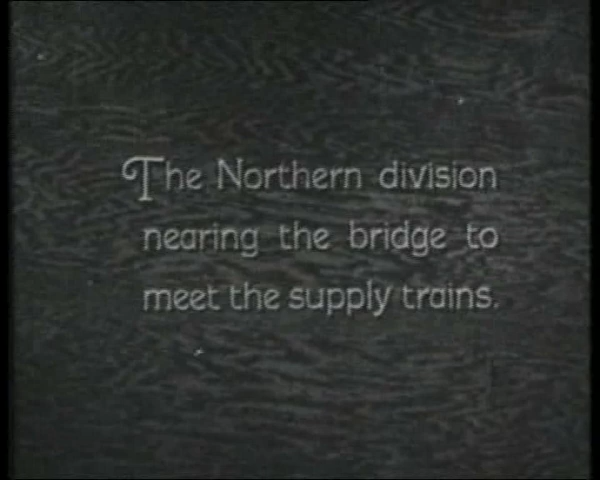 The Northern division
nearing the bridge to
meet the supply trains.